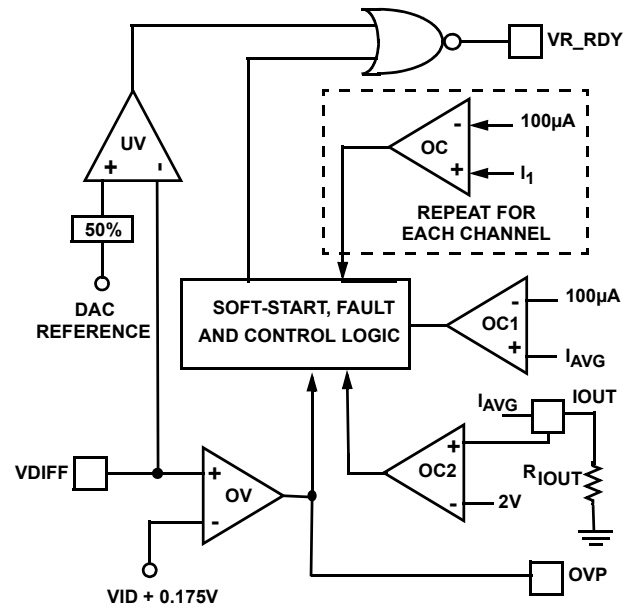 VR_RDY
UV
+ -
50%
DAC
REFERENCE
- 100µA
OC
+ I1
REPEAT FOR
EACH CHANNEL
SOFT-START, FAULT
AND CONTROL LOGIC
- 100µA
OC1
+ IAVG
IAVG IOUT
+
OC2
- 2V
RIOUT
VDIFF
+
OV
-
VID + 0.175V
OVP